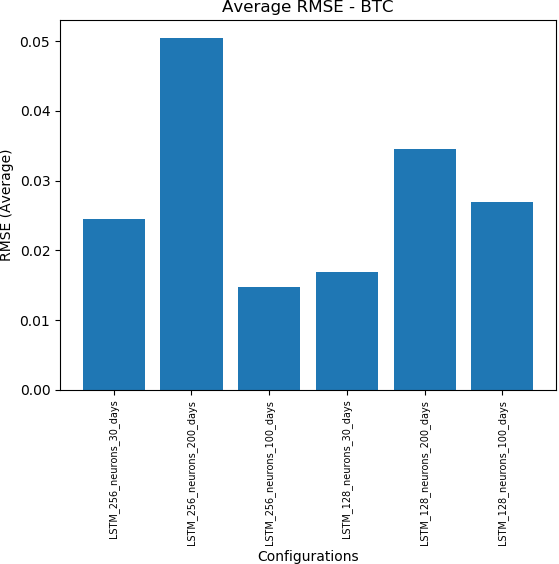 Average RMSE - BTC
0.05
0.04
0.03
0.02
0.01
0.00
RMSE (Average)
LSTM_256_neurons_30_days
LSTM_256_neurons_200_days
LSTM_256_neurons_100_days
LSTM_128_neurons_30_days
LSTM_128_neurons_200_days
LSTM_128_neurons_100_days
Configurations